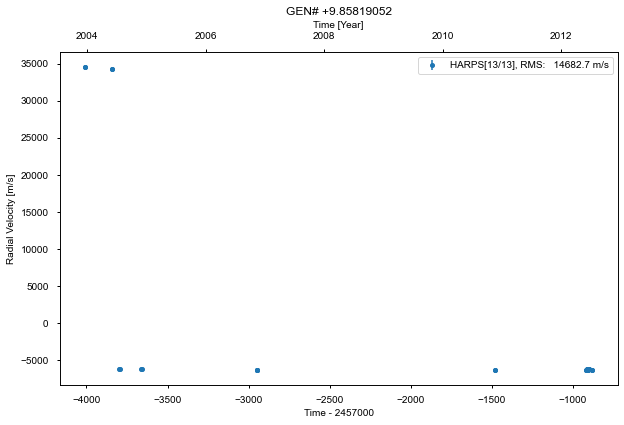 GEN# +9.85819052
Time [Year]
2004 2006 2008 2010 2012
HARPS[13/13], RMS: 14682.7 m/s
35000
30000
25000
20000
15000
10000
5000
0
−5000
Radial Velocity [m/s]
−4000 −3500 −3000 −2500 −2000 −1500 −1000
Time - 2457000